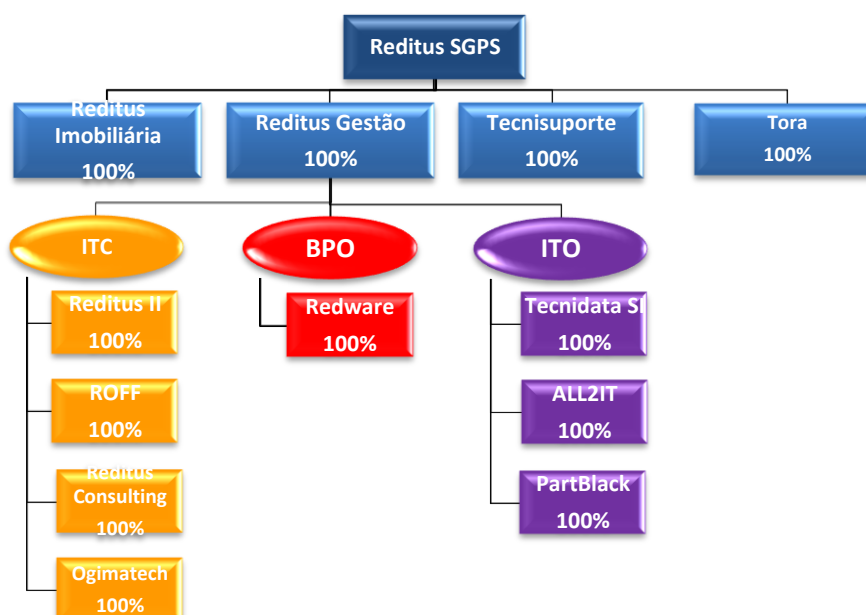 Reditus SGPS
Reditus
Imobiliária
100%
Reditus Gestão
100%
Tecnisuporte
100%
Tora
100%
ITC
BPO
ITO
Reditus II
100%
ROFF
100%
Reditus
Consulting
100%
Ogimatech
100%
Redware
100%
Tecnidata SI
100%
ALL2IT
100%
PartBlack
100%